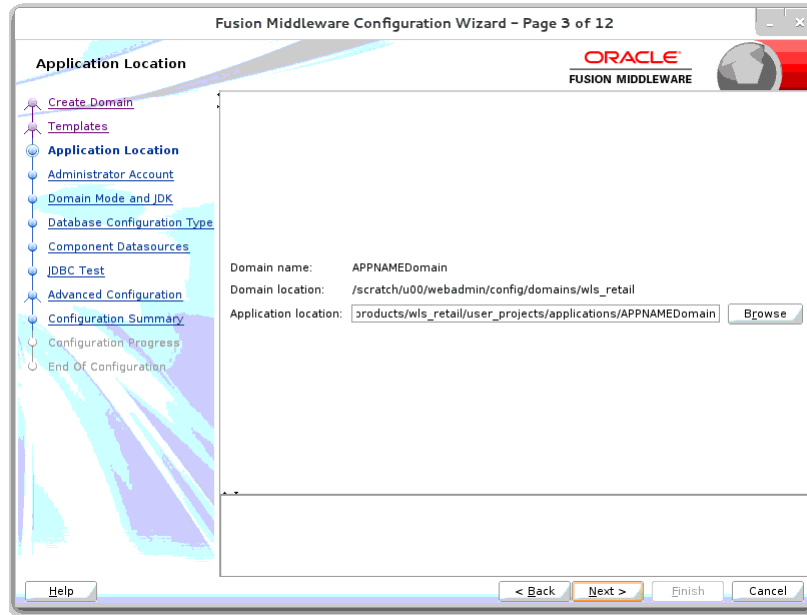 Fusion Middleware Configuration Wizard – Page 3 of 12
Application Location
ORACLE
FUSION MIDDLEWARE
Create Domain
Templates
Application Location
Administrator Account
Domain Mode and JDK
Database Configuration Type
Component Datasources
JDBC Test
Advanced Configuration
Configuration Summary
Configuration Progress
End Of Configuration
Domain name: APPNAMEDomain
Domain location: /scratch/u00/webadmin/config/domains/wls_retail
Application location: products/wls_retail/user_projects/applications/APPNAMEDomain Browse
Help < Back Next > Finish Cancel